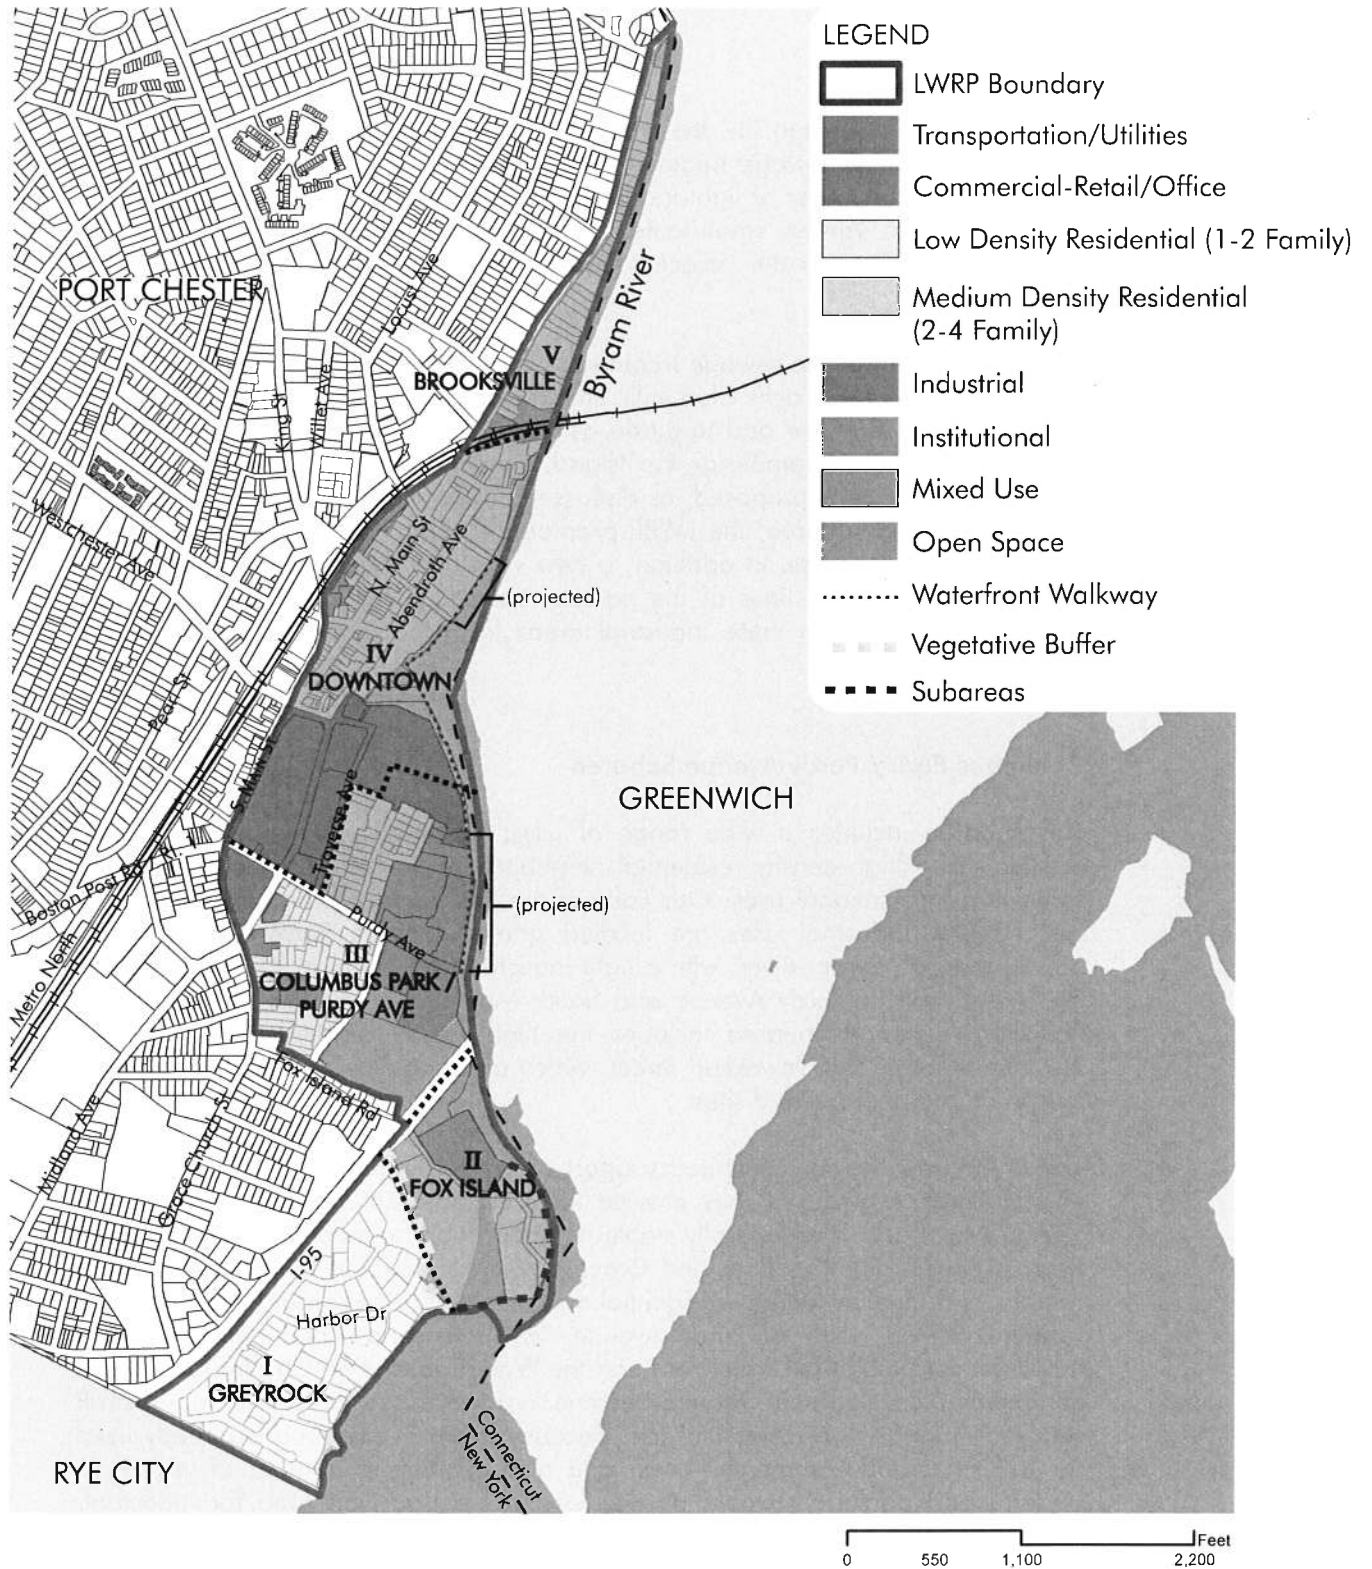 LEGEND
LWRP Boundary
Transportation/Utilities
Commercial-Retail/Office
Low Density Residential (1-2 Family)
Medium Density Residential
(2-4 Family)
Industrial
Institutional
Mixed Use
Open Space
Waterfront Walkway
Vegetative Buffer
Subareas
PORT CHESTER
Locust Ave
Byram River
V
BROOKSVILLE
King St
Willet Ave
Westchester Ave
N. Main St
Abendroth Ave
(projected)
IV
DOWNTOWN
Pearl St
S. Main St
Traverse Ave
GREENWICH
Boston Post Rd
Rt. 1
(projected)
Purdy Ave
III
COLUMBUS PARK /
PURDY AVE
Metro North
Fox Island Rd
Midland Ave
Grace Church St
II
FOX ISLAND
I-95
Harbor Dr
I
GREYROCK
RYE CITY
Connecticut
New York
Feet
0 550 1,100 2,200